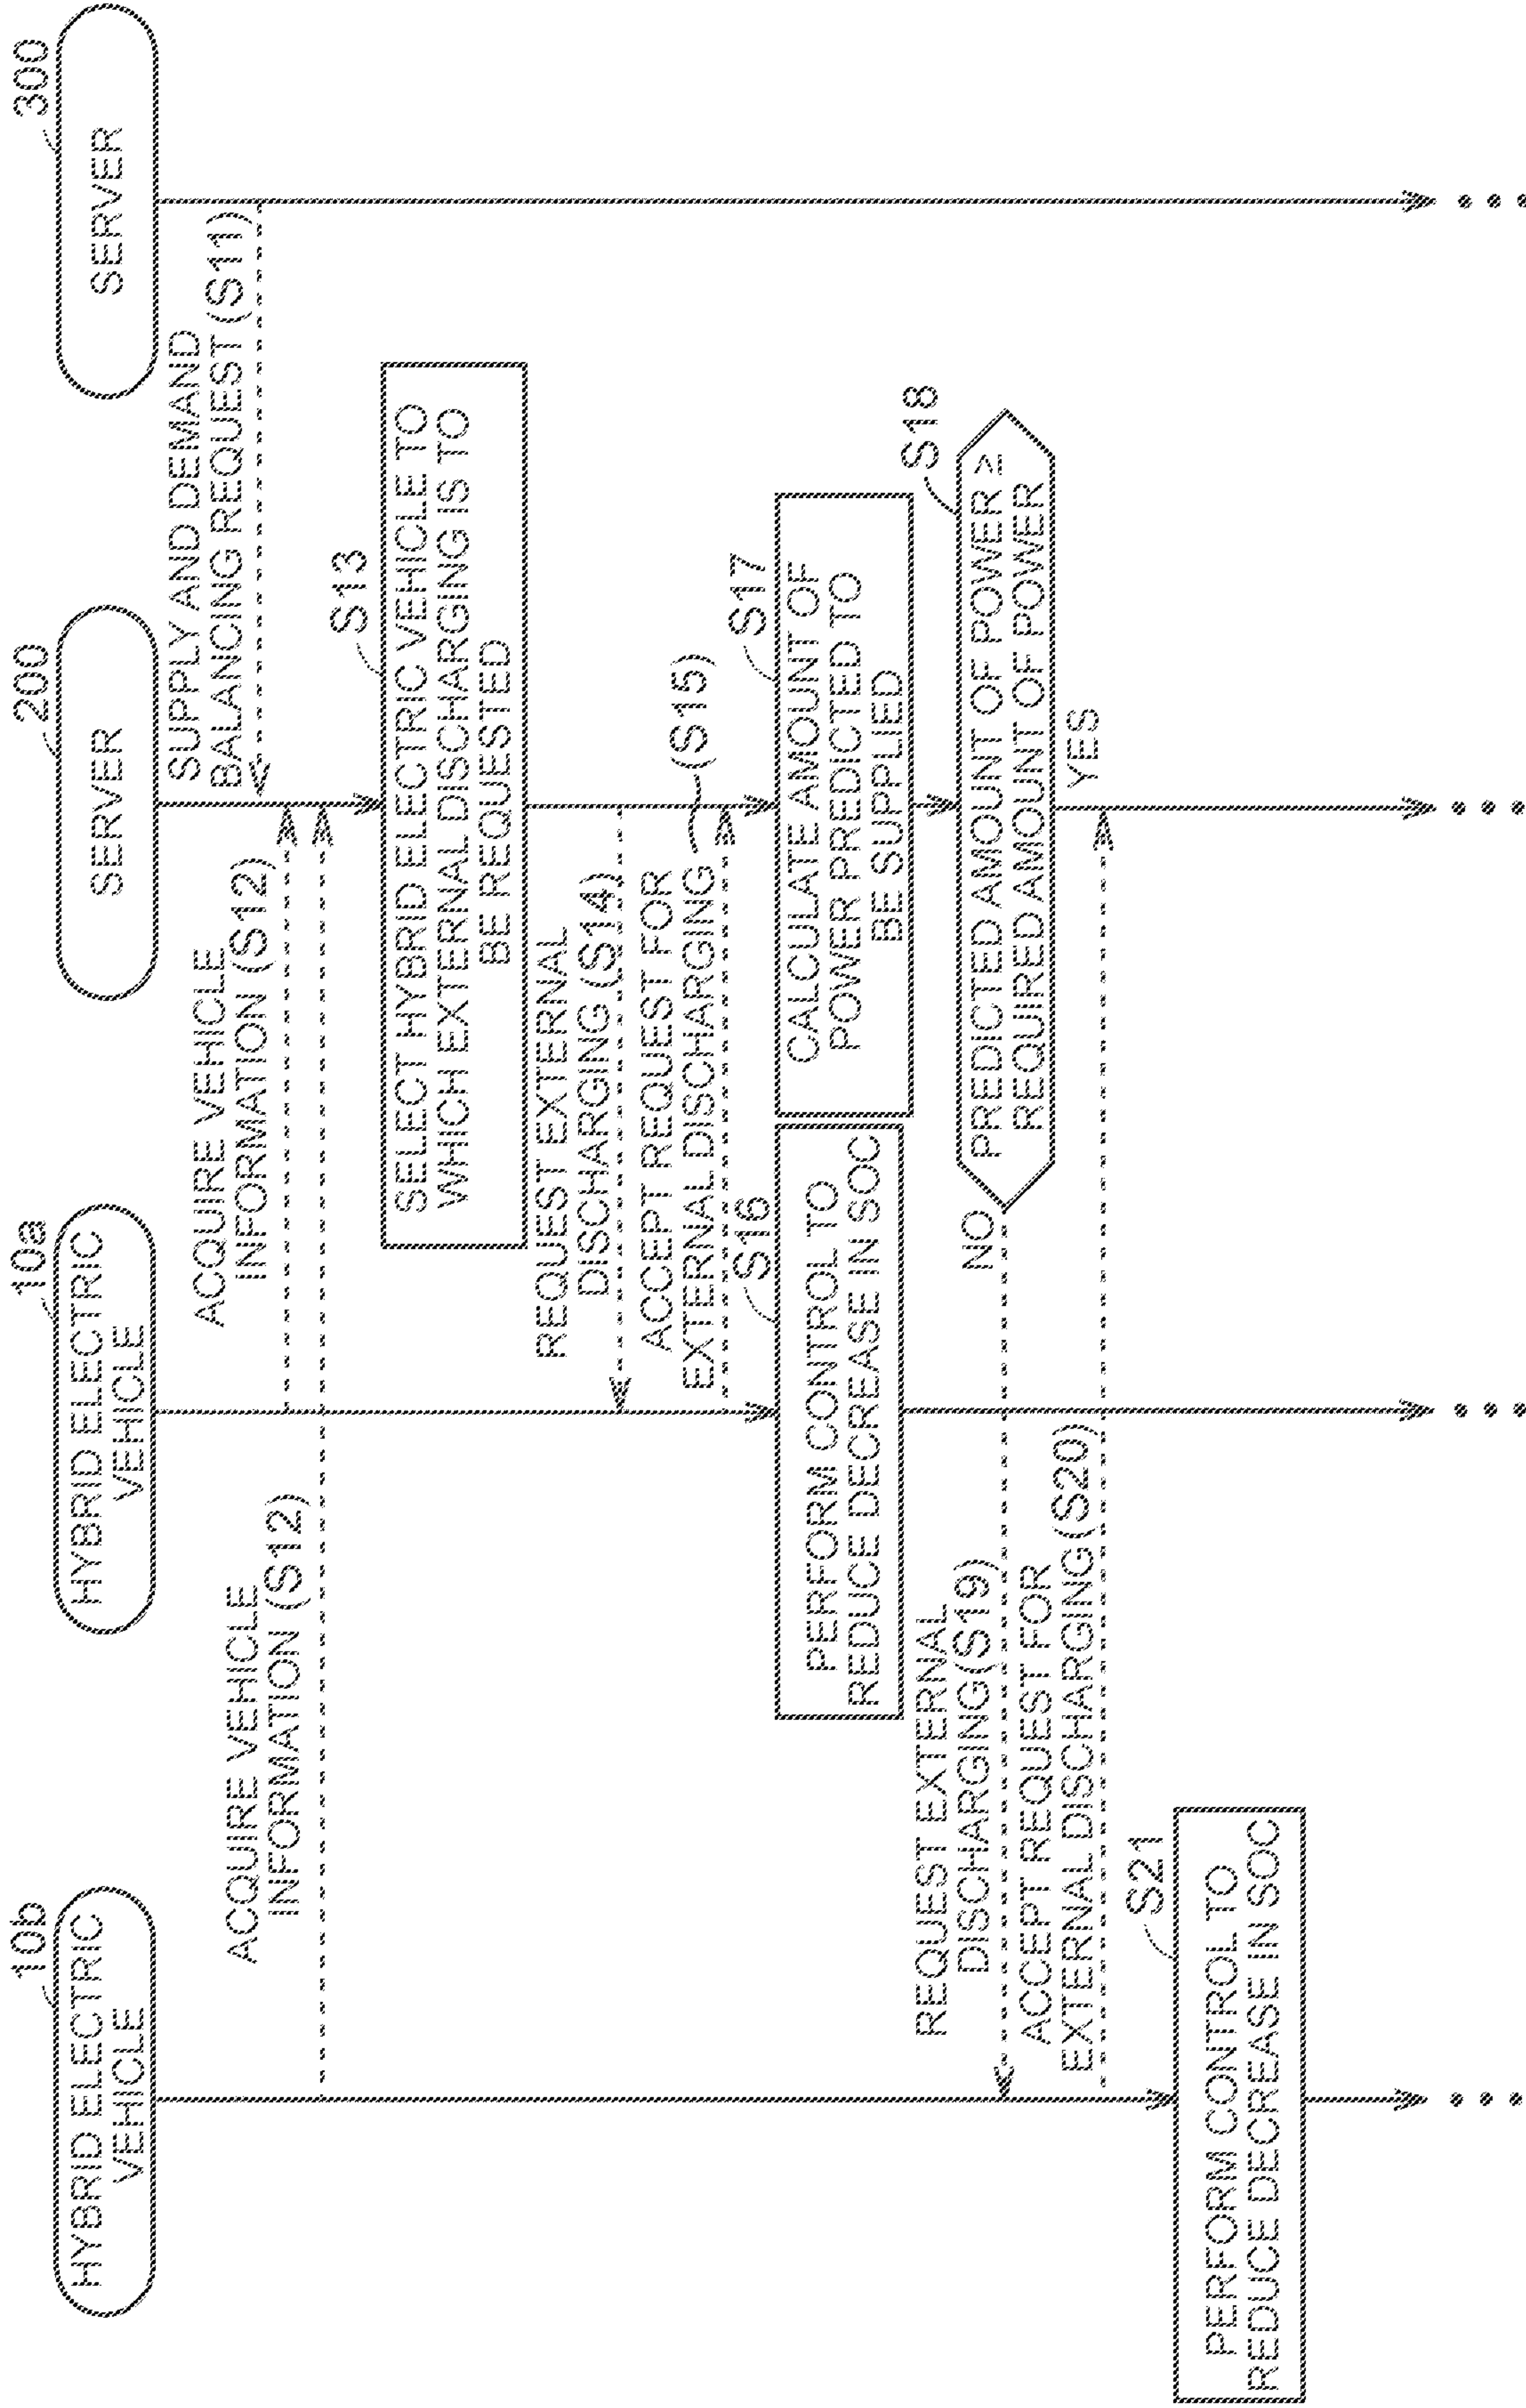 10b
HYBRID ELECTRIC
VEHICLE
10a
HYBRID ELECTRIC
VEHICLE
200
SERVER
300
SERVER
SUPPLY AND DEMAND
BALANCING REQUEST (S11)
ACQUIRE VEHICLE
INFORMATION (S12)
ACQUIRE VEHICLE
INFORMATION (S12)
S13
SELECT HYBRID ELECTRIC VEHICLE TO
WHICH EXTERNAL DISCHARGING IS TO
BE REQUESTED
REQUEST EXTERNAL
DISCHARGING (S14)
ACCEPT REQUEST FOR
EXTERNAL DISCHARGING
(S15)
S16
PERFORM CONTROL TO
REDUCE DECREASE IN SOC
S17
CALCULATE AMOUNT OF
POWER PREDICTED TO
BE SUPPLIED
S18
PREDICTED AMOUNT OF POWER ≥
REQUIRED AMOUNT OF POWER
NO
YES
REQUEST EXTERNAL
DISCHARGING (S19)
ACCEPT REQUEST FOR
EXTERNAL DISCHARGING (S20)
S21
PERFORM CONTROL TO
REDUCE DECREASE IN SOC